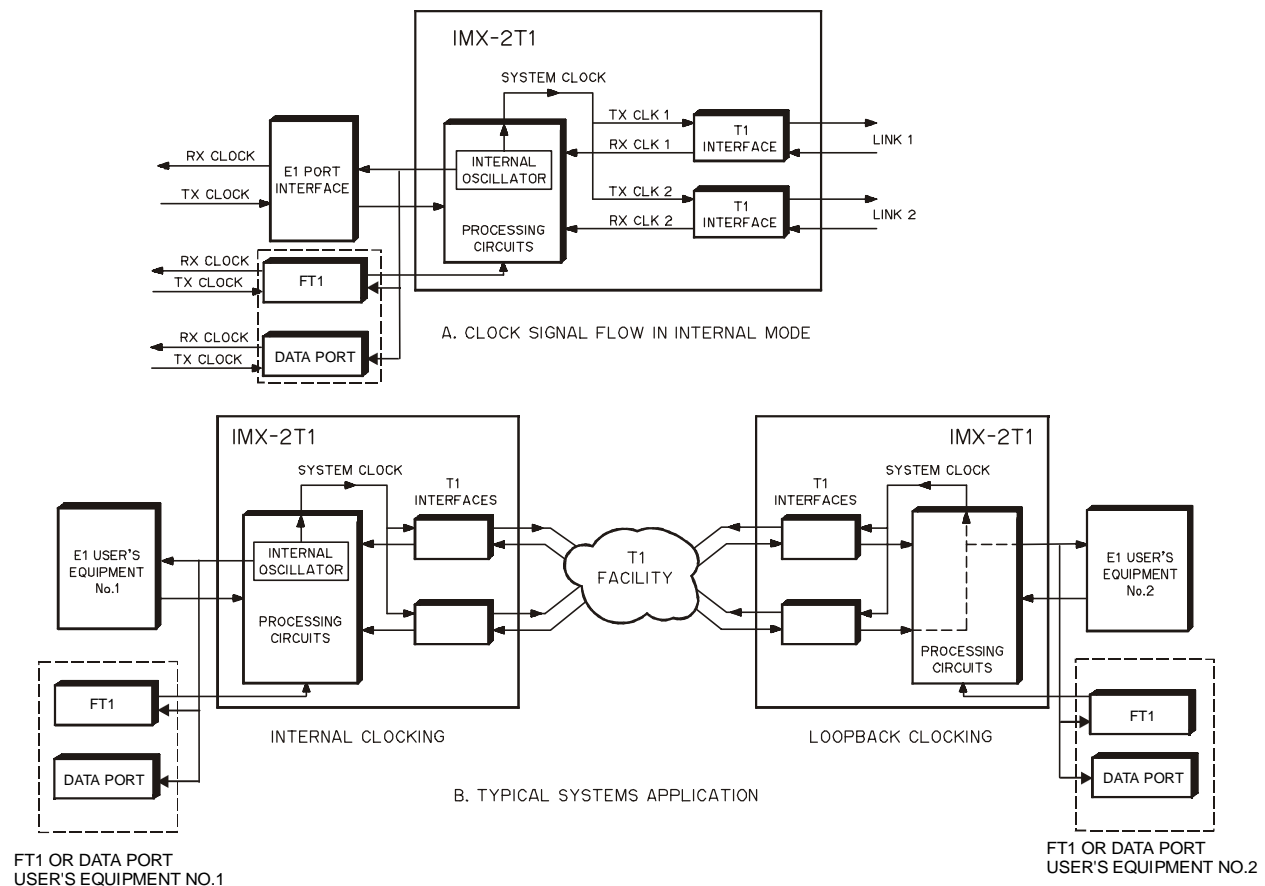 IMX-2T1
SYSTEM CLOCK
TX CLK 1
RX CLK 1
T1
INTERFACE
LINK 1
TX CLK 2
RX CLK 2
T1
INTERFACE
LINK 2
RX CLOCK
TX CLOCK
E1 PORT
INTERFACE
INTERNAL
OSCILLATOR
PROCESSING
CIRCUITS
RX CLOCK
TX CLOCK
FT1
RX CLOCK
TX CLOCK
DATA PORT
A. CLOCK SIGNAL FLOW IN INTERNAL MODE
IMX-2T1
SYSTEM CLOCK
T1
INTERFACES
E1 USER'S
EQUIPMENT
No.1
INTERNAL
OSCILLATOR
PROCESSING
CIRCUITS
FT1
DATA PORT
INTERNAL CLOCKING
T1
FACILITY
IMX-2T1
SYSTEM CLOCK
T1
INTERFACES
PROCESSING
CIRCUITS
E1 USER'S
EQUIPMENT
No.2
FT1
DATA PORT
LOOPBACK CLOCKING
B. TYPICAL SYSTEMS APPLICATION
FT1 OR DATA PORT
USER'S EQUIPMENT NO.1
FT1 OR DATA PORT
USER'S EQUIPMENT NO.2